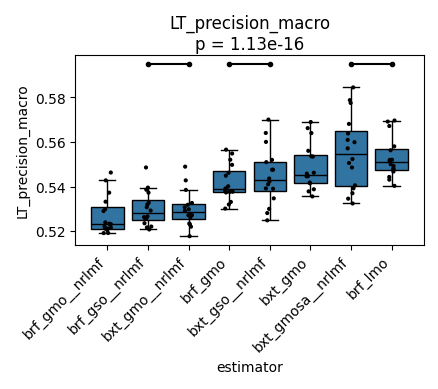 LT_precision_macro
p = 1.13e-16
LT_precision_macro
0.58
0.56
0.54
0.52
brf_gmo__nrlmf
brf_gso__nrlmf
bxt_gmo__nrlmf
brf_gmo
bxt_gso__nrlmf
bxt_gmo
bxt_gmosa__nrlmf
brf_lmo
estimator